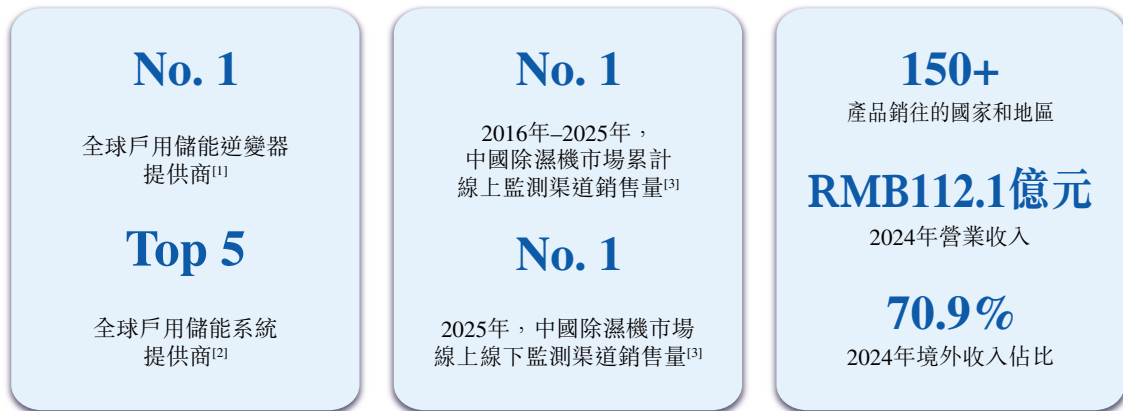 No. 1
全球戶用儲能逆變器
提供商[1]
Top 5
全球戶用儲能系統
提供商[2]
No. 1
2016年–2025年，
中國除濕機市場累計
線上監測渠道銷售量[3]
No. 1
2025年，中國除濕機市場
線上線下監測渠道銷售量[3]
150+
產品銷往的國家和地區
RMB112.1億元
2024年營業收入
70.9%
2024年境外收入佔比